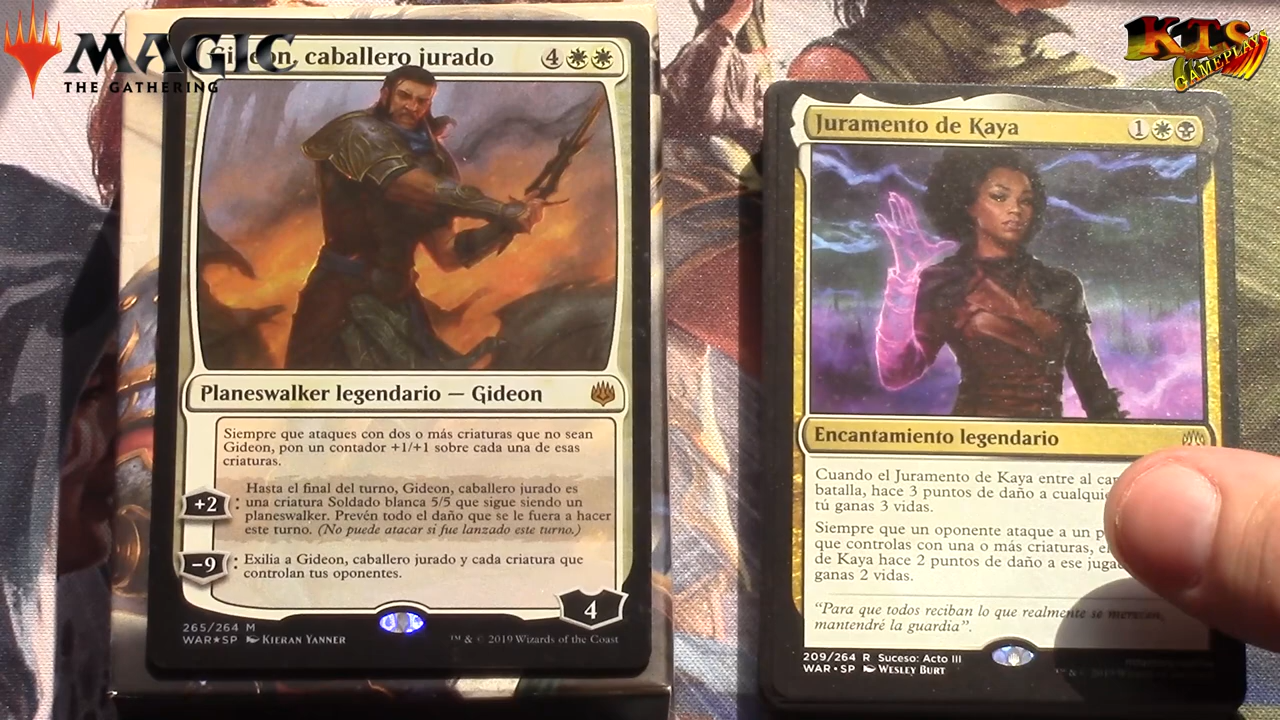 MAGIC
THE GATHERING
Gideon, caballero jurado 4
Planeswalker legendario — Gideon
Siempre que ataques con dos o más criaturas que no sean
Gideon, pon un contador +1/+1 sobre cada una de esas
criaturas.
+2 : Hasta el final del turno, Gideon, caballero jurado es
una criatura Soldado blanca 5/5 que sigue siendo un
planeswalker. Prevén todo el daño que se le fuera a hacer
este turno. (No puede atacar si fue lanzado este turno.)
−9 : Exilia a Gideon, caballero jurado y cada criatura que
controlan tus oponentes.
4
265/264 M
WAR★SP KIERAN YANNER
™ & © 2019 Wizards of the Coast
KTS
GAMEPLAYS
Juramento de Kaya 1
Encantamiento legendario
Cuando el Juramento de Kaya entre al
batalla, hace 3 puntos de daño a
tú ganas 3 vidas.
Siempre que un oponente ataque a un
que controlas con una o más criaturas,
de Kaya hace 2 puntos de daño a ese
ganas 2 vidas.
“Para que todos reciban lo que realmente se merecen,
mantendré la guardia”.
209/264 R Suceso: Acto III
WAR • SP WESLEY BURT